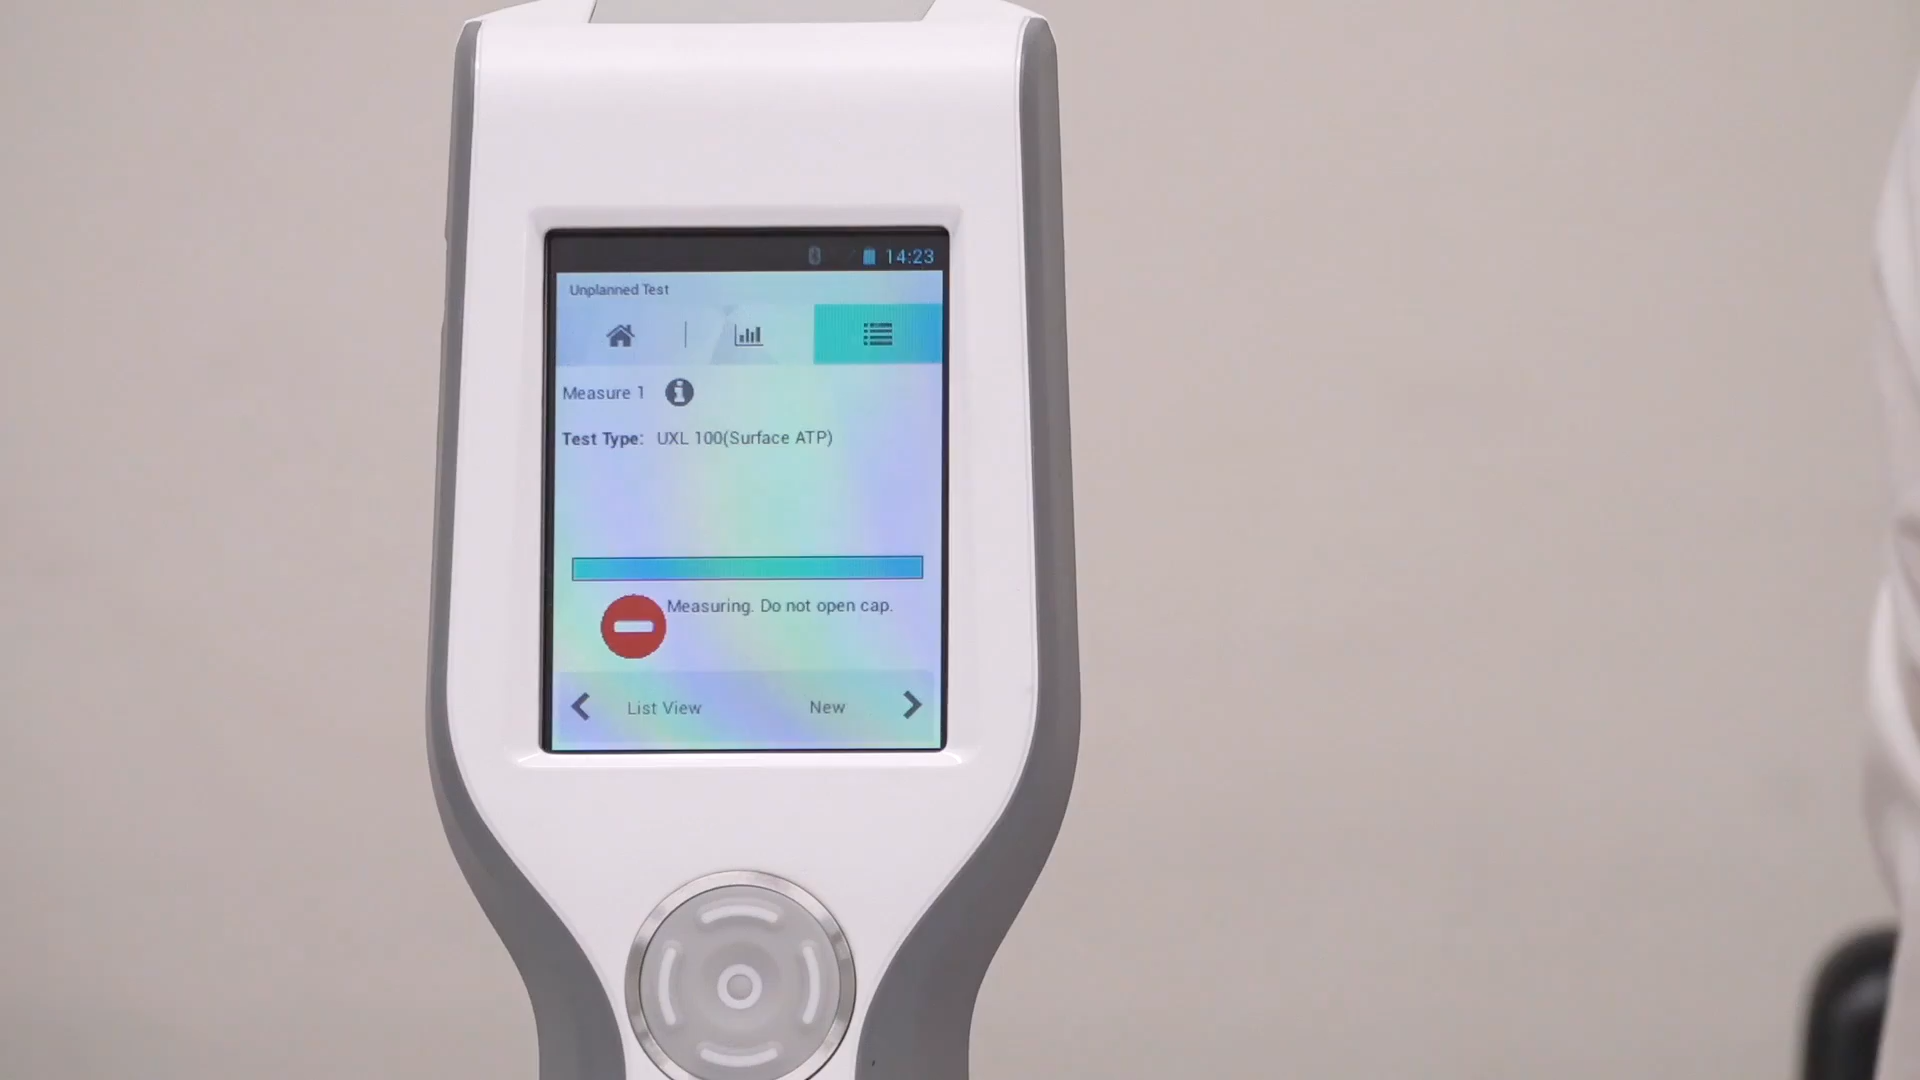 14:23
Unplanned Test
Measure 1
Test Type: UXL 100(Surface ATP)
Measuring. Do not open cap.
List View New